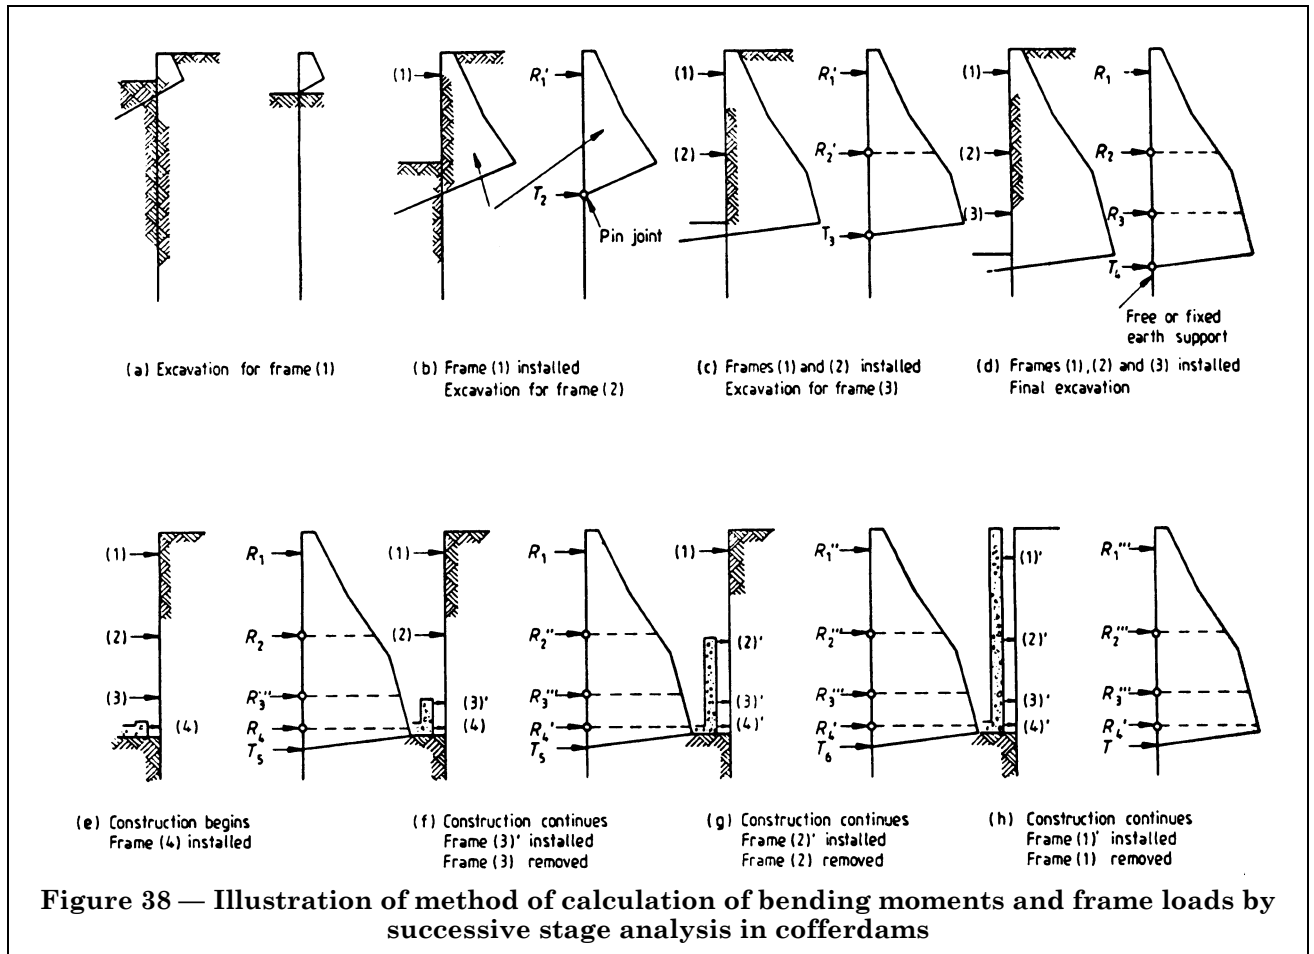 (1)
R₁'
T₂
Pin joint
(1)
(2)
R₁'
R₂'
T₃
(1)
(2)
(3)
R₁
R₂
R₃
T₄
Free or fixed
earth support
(a) Excavation for frame (1)
(b) Frame (1) installed
Excavation for frame (2)
(c) Frames (1) and (2) installed
Excavation for frame (3)
(d) Frames (1), (2) and (3) installed
Final excavation
(1)
(2)
(3)
(4)
R₁
R₂
R₃'''
R₄
T₅
(1)
(2)
(3)'
(4)
R₁
R₂''
R₃'''
R₄'
T₅
(1)
(2)'
(3)'
(4)'
R₁''
R₂'''
R₃'''
R₄'
T₆
(1)'
(2)'
(3)'
(4)'
R₁'''
R₂'''
R₃'''
R₄'
T
(e) Construction begins
Frame (4) installed
(f) Construction continues
Frame (3)' installed
Frame (3) removed
(g) Construction continues
Frame (2)' installed
Frame (2) removed
(h) Construction continues
Frame (1)' installed
Frame (1) removed
Figure 38 — Illustration of method of calculation of bending moments and frame loads by
successive stage analysis in cofferdams